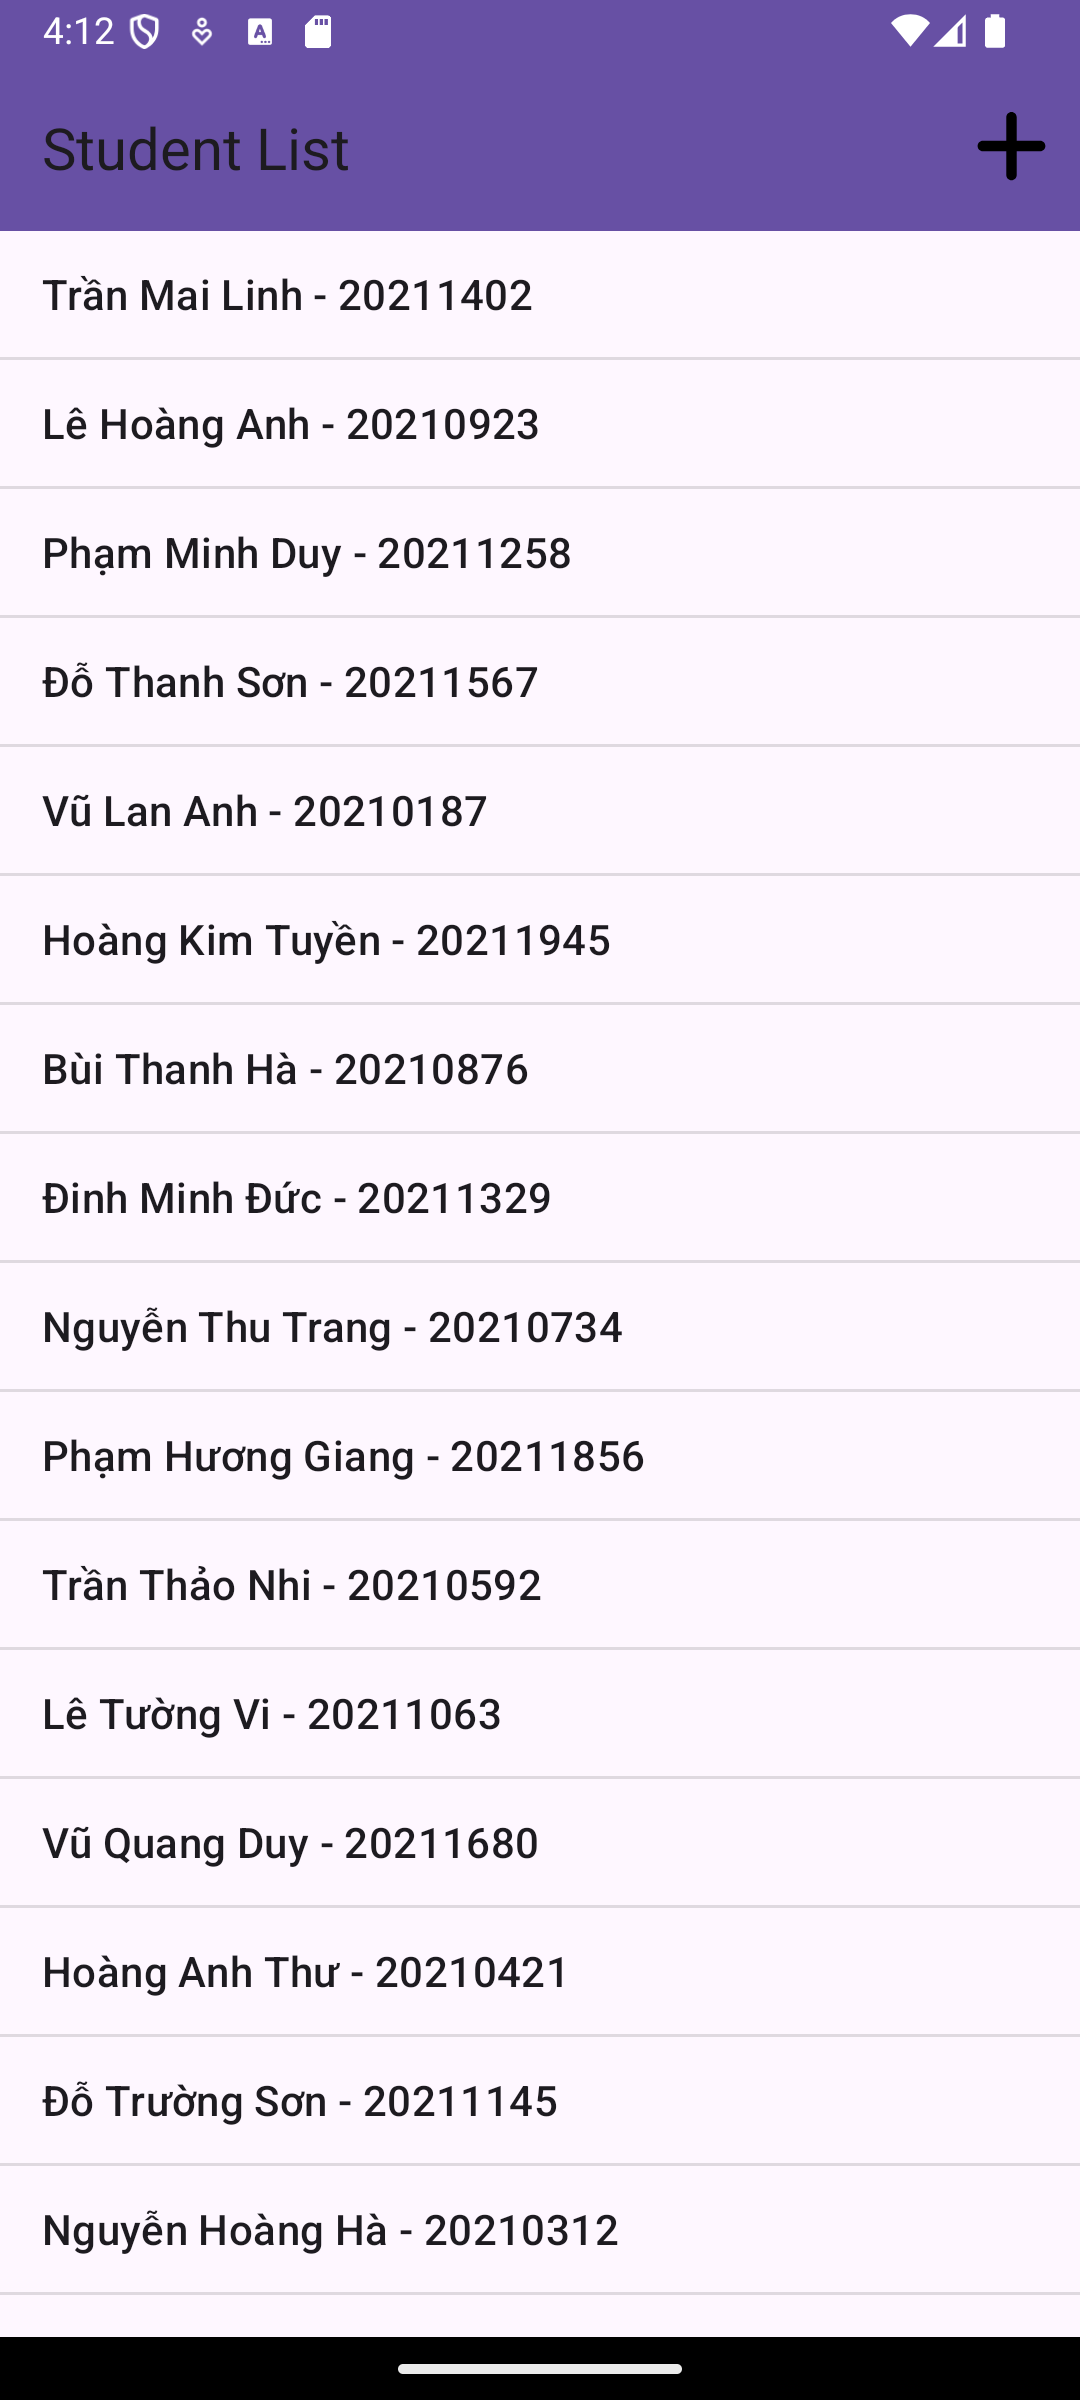 4:12
Student List
Trần Mai Linh - 20211402
Lê Hoàng Anh - 20210923
Phạm Minh Duy - 20211258
Đỗ Thanh Sơn - 20211567
Vũ Lan Anh - 20210187
Hoàng Kim Tuyền - 20211945
Bùi Thanh Hà - 20210876
Đinh Minh Đức - 20211329
Nguyễn Thu Trang - 20210734
Phạm Hương Giang - 20211856
Trần Thảo Nhi - 20210592
Lê Tường Vi - 20211063
Vũ Quang Duy - 20211680
Hoàng Anh Thư - 20210421
Đỗ Trường Sơn - 20211145
Nguyễn Hoàng Hà - 20210312